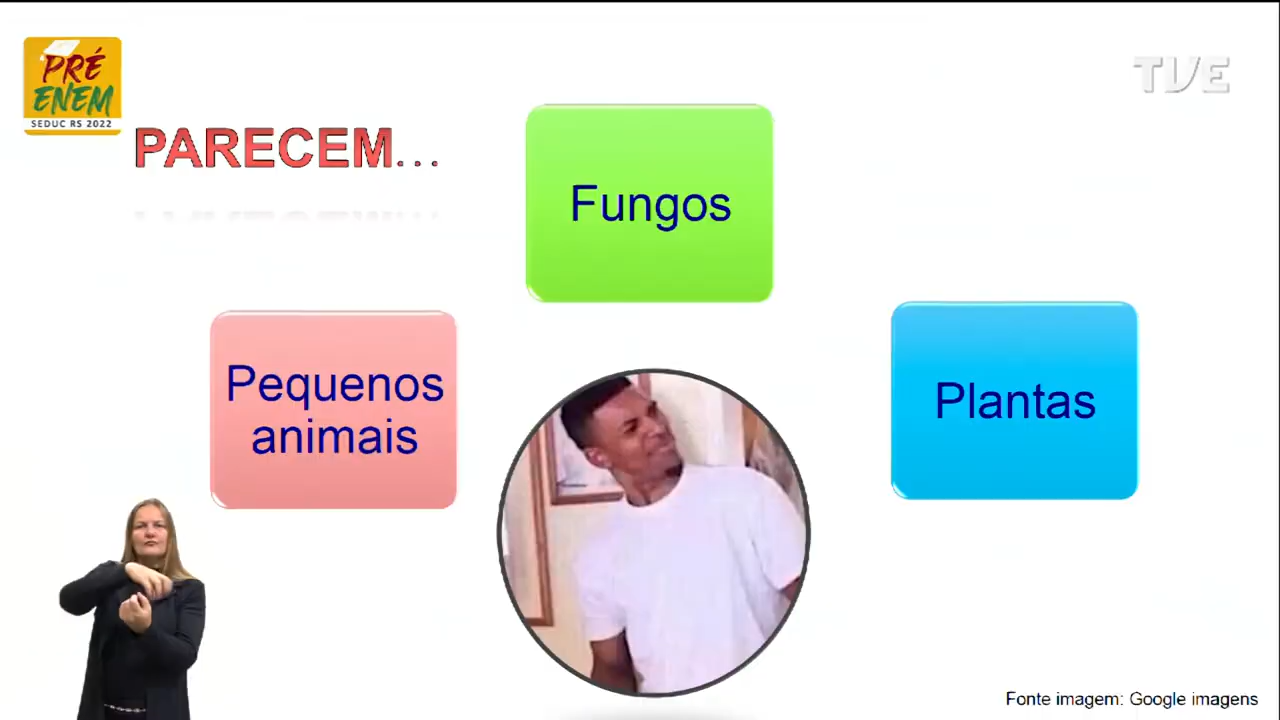 PRÉ
ENEM
SEDUC RS 2022
TVE
PARECEM...
Fungos
Pequenos
animais
Plantas
Fonte imagem: Google imagens